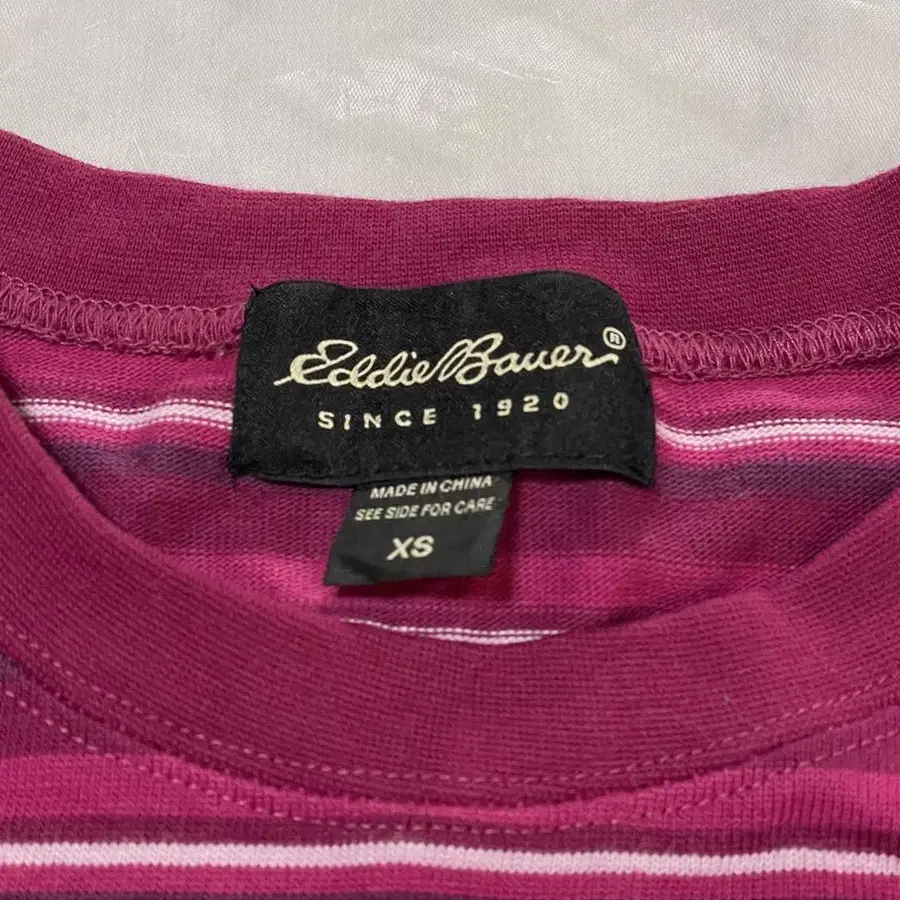 Eddie Bauer®
SINCE 1920
MADE IN CHINA
SEE SIDE FOR CARE
XS